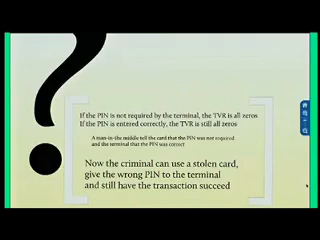 If the PIN is not required by the terminal, the TVR is all zeros
If the PIN is entered correctly, the TVR is still all zeros
A man-in-the middle tell the card that the PIN was not required
and the terminal that the PIN was correct
Now the criminal can use a stolen card,
give the wrong PIN to the terminal
and still have the transaction succeed